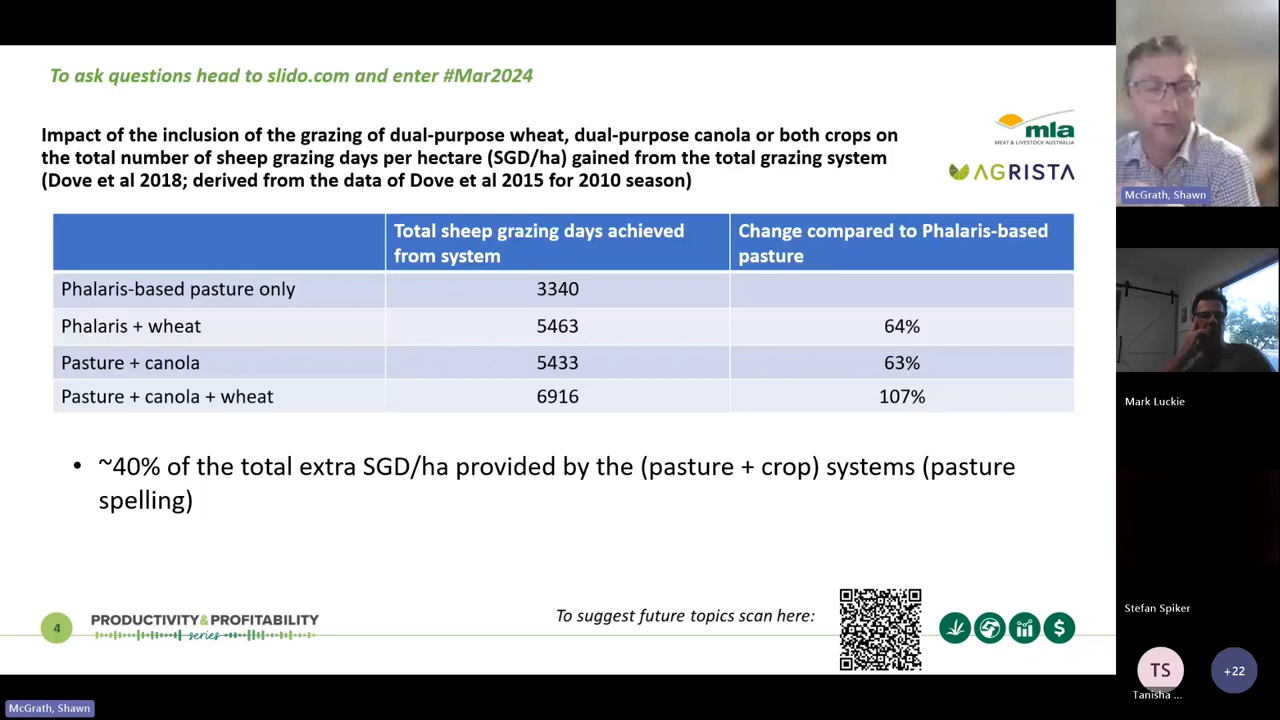 To ask questions head to slido.com and enter #Mar2024
Impact of the inclusion of the grazing of dual-purpose wheat, dual-purpose canola or both crops on
the total number of sheep grazing days per hectare (SGD/ha) gained from the total grazing system
(Dove et al 2018; derived from the data of Dove et al 2015 for 2010 season)
mla
MEAT & LIVESTOCK AUSTRALIA
AGRISTA
McGrath, Shawn
Total sheep grazing days achieved
from system
Change compared to Phalaris-based
pasture
Phalaris-based pasture only
3340
Phalaris + wheat
5463
64%
Pasture + canola
5433
63%
Pasture + canola + wheat
6916
107%
Mark Luckie
• ~40% of the total extra SGD/ha provided by the (pasture + crop) systems (pasture
spelling)
Stefan Spiker
4
PRODUCTIVITY&PROFITABILITY
series
To suggest future topics scan here:
$
TS
+22
Tanisha ...
McGrath, Shawn